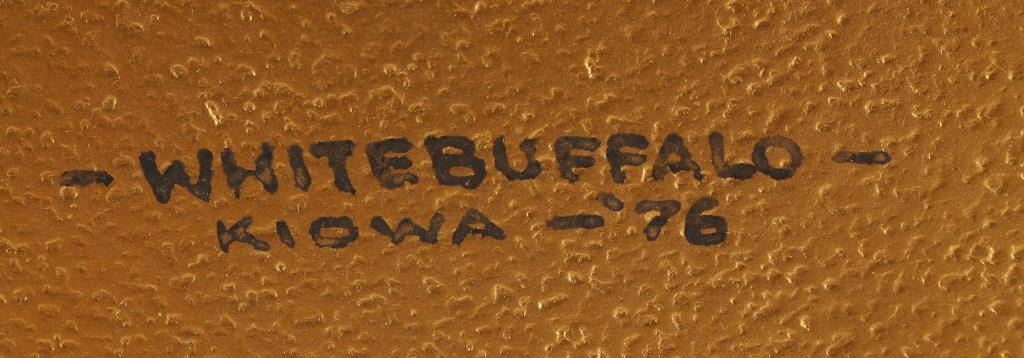 - WHITEBUFFALO -
KIOWA - '76